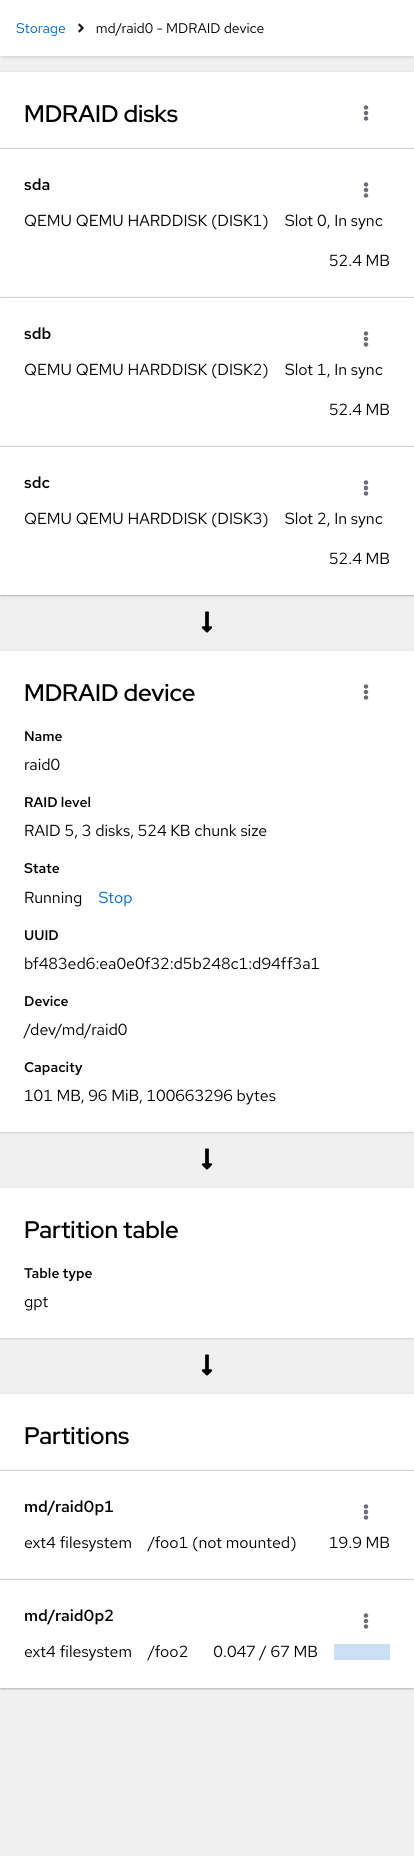 Storage > md/raid0 - MDRAID device
MDRAID disks
sda
QEMU QEMU HARDDISK (DISK1) Slot 0, In sync
52.4 MB
sdb
QEMU QEMU HARDDISK (DISK2) Slot 1, In sync
52.4 MB
sdc
QEMU QEMU HARDDISK (DISK3) Slot 2, In sync
52.4 MB
MDRAID device
Name
raid0
RAID level
RAID 5, 3 disks, 524 KB chunk size
State
Running Stop
UUID
bf483ed6:ea0e0f32:d5b248c1:d94ff3a1
Device
/dev/md/raid0
Capacity
101 MB, 96 MiB, 100663296 bytes
Partition table
Table type
gpt
Partitions
md/raid0p1
ext4 filesystem /foo1 (not mounted) 19.9 MB
md/raid0p2
ext4 filesystem /foo2 0.047 / 67 MB